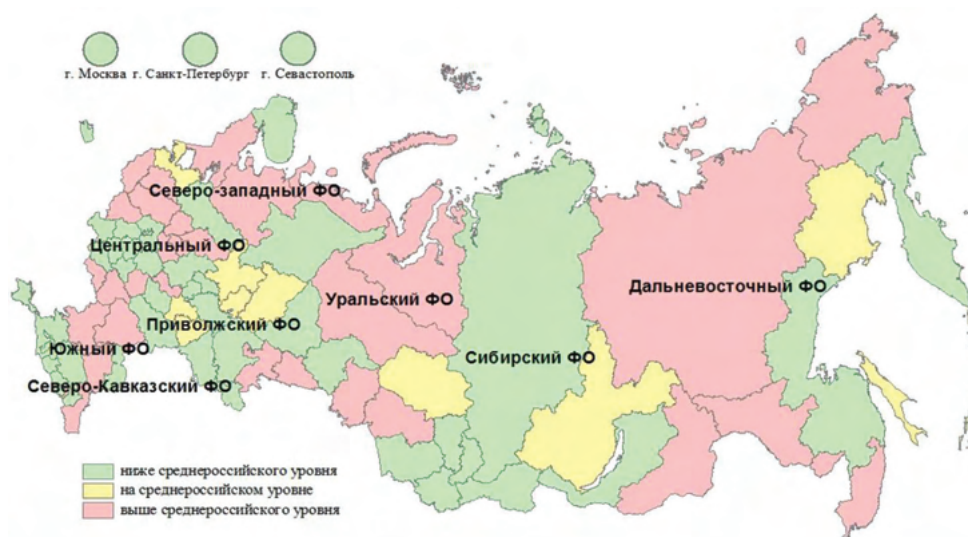 г. Москва г. Санкт-Петербург г. Севастополь
Северо-западный ФО
Центральный ФО
Уральский ФО
Дальневосточный ФО
Приволжский ФО
Южный ФО
Сибирский ФО
Северо-Кавказский ФО
ниже среднероссийского уровня
на среднероссийском уровне
выше среднероссийского уровня